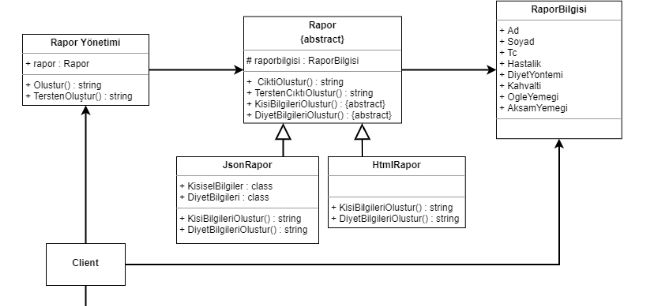 Rapor Yönetimi
+ rapor : Rapor
+ Olustur() : string
+ TerstenOluştur() : string
Rapor
{abstract}
# raporbilgisi : RaporBilgisi
+ CiktiOlustur() : string
+ TerstenCıktıOlustur() : string
+ KisiBilgileriOlustur() : {abstract}
+ DiyetBilgileriOlustur() : {abstract}
RaporBilgisi
+ Ad
+ Soyad
+ Tc
+ Hastalik
+ DiyetYontemi
+ Kahvalti
+ OgleYemegi
+ AksamYemegi
JsonRapor
+ KisiselBilgiler : class
+ DiyetBilgileri : class
+ KisiBilgileriOlustur() : string
+ DiyetBilgileriOlustur() : string
HtmlRapor
+ KisiBilgileriOlustur() : string
+ DiyetBilgileriOlustur() : string
Client